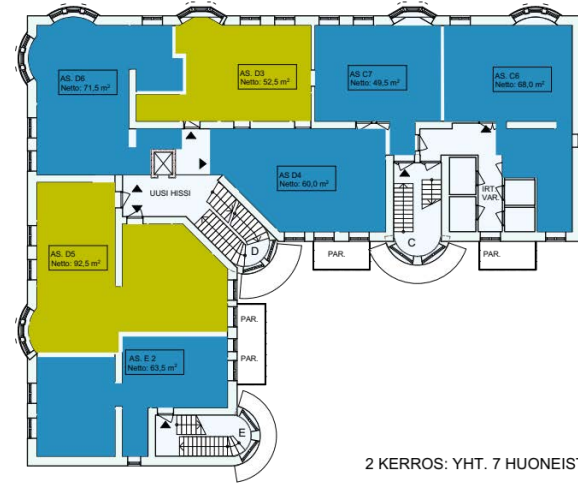 AS. D6
Netto: 71,5 m²
AS. D3
Netto: 52,5 m²
AS C7
Netto: 49,5 m²
AS. C6
Netto: 68,0 m²
AS D4
Netto: 60,0 m²
IRT.
VAR.
UUSI HISSI
D
C
PAR.
PAR.
AS. D5
Netto: 92,5 m²
PAR.
PAR.
AS. E 2
Netto: 63,5 m²
E
2 KERROS: YHT. 7 HUONEIST